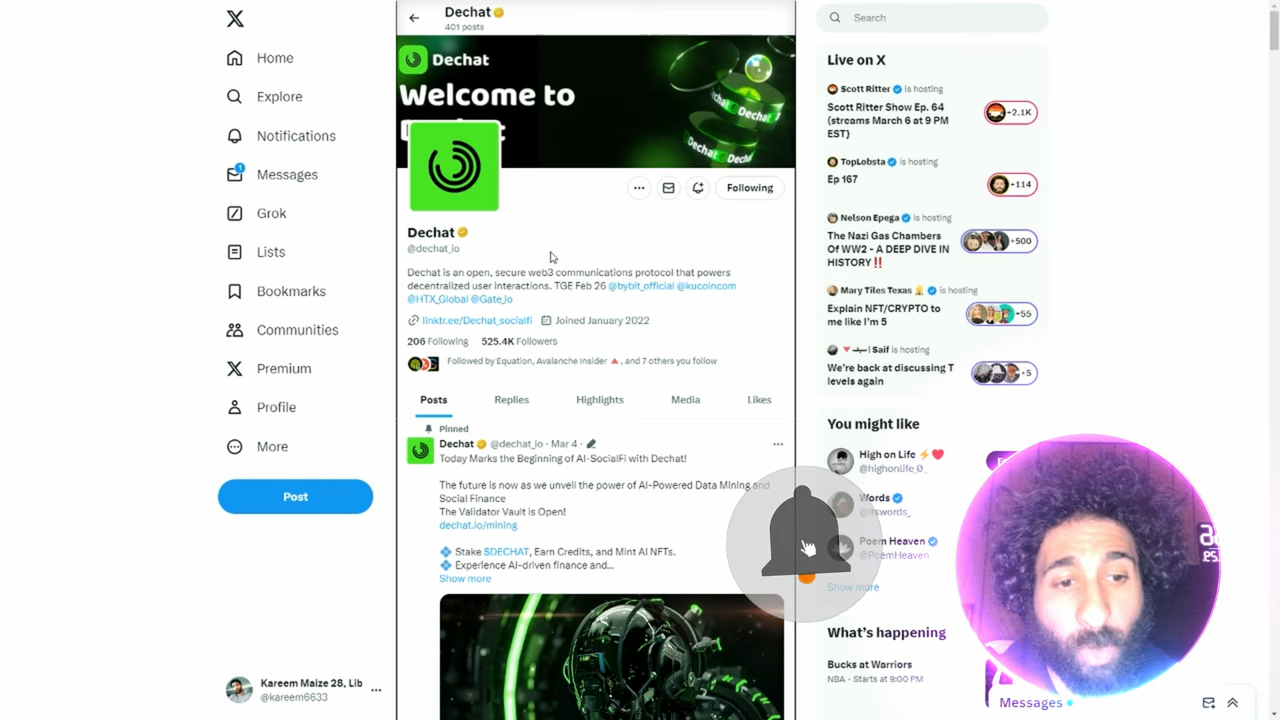 Home
Explore
Notifications
1
Messages
Grok
Lists
Bookmarks
Communities
Premium
Profile
More
Post
Kareem Maize 28, Lib
@kareem6633
Dechat
401 posts
Dechat
Welcome to
Following
Dechat
@dechat_io
Dechat is an open, secure web3 communications protocol that powers
decentralized user interactions. TGE Feb 26 @bybit_official @kucoincom
@HTX_Global @Gate_io
linktr.ee/Dechat_socialfi Joined January 2022
206 Following 525.4K Followers
Followed by Equation, Avalanche Insider 🔺, and 7 others you follow
Posts Replies Highlights Media Likes
Pinned
Dechat @dechat_io · Mar 4
Today Marks the Beginning of AI-SocialFi with Dechat!
The future is now as we unveil the power of AI-Powered Data Mining and
Social Finance
The Validator Vault is Open!
dechat.io/mining
Stake $DECHAT, Earn Credits, and Mint AI NFTs.
Experience AI-driven finance and...
Show more
Search
Live on X
Scott Ritter is hosting
Scott Ritter Show Ep. 64
(streams March 6 at 9 PM
EST}
+2.1K
TopLobsta is hosting
Ep 167
+114
Nelson Epega is hosting
The Nazi Gas Chambers
Of WW2 - A DEEP DIVE IN
HISTORY ‼️
+500
Mary Tiles Texas is hosting
Explain NFT/CRYPTO to
me like I'm 5
+55
Saif is hosting
We're back at discussing T
levels again
+5
You might like
High on Life ⚡❤️
@highonlife_0_
Words
@itswords_
Poem Heaven
@PoemHeaven
Show more
What's happening
Bucks at Warriors
NBA · Starts at 9:00 PM
Messages